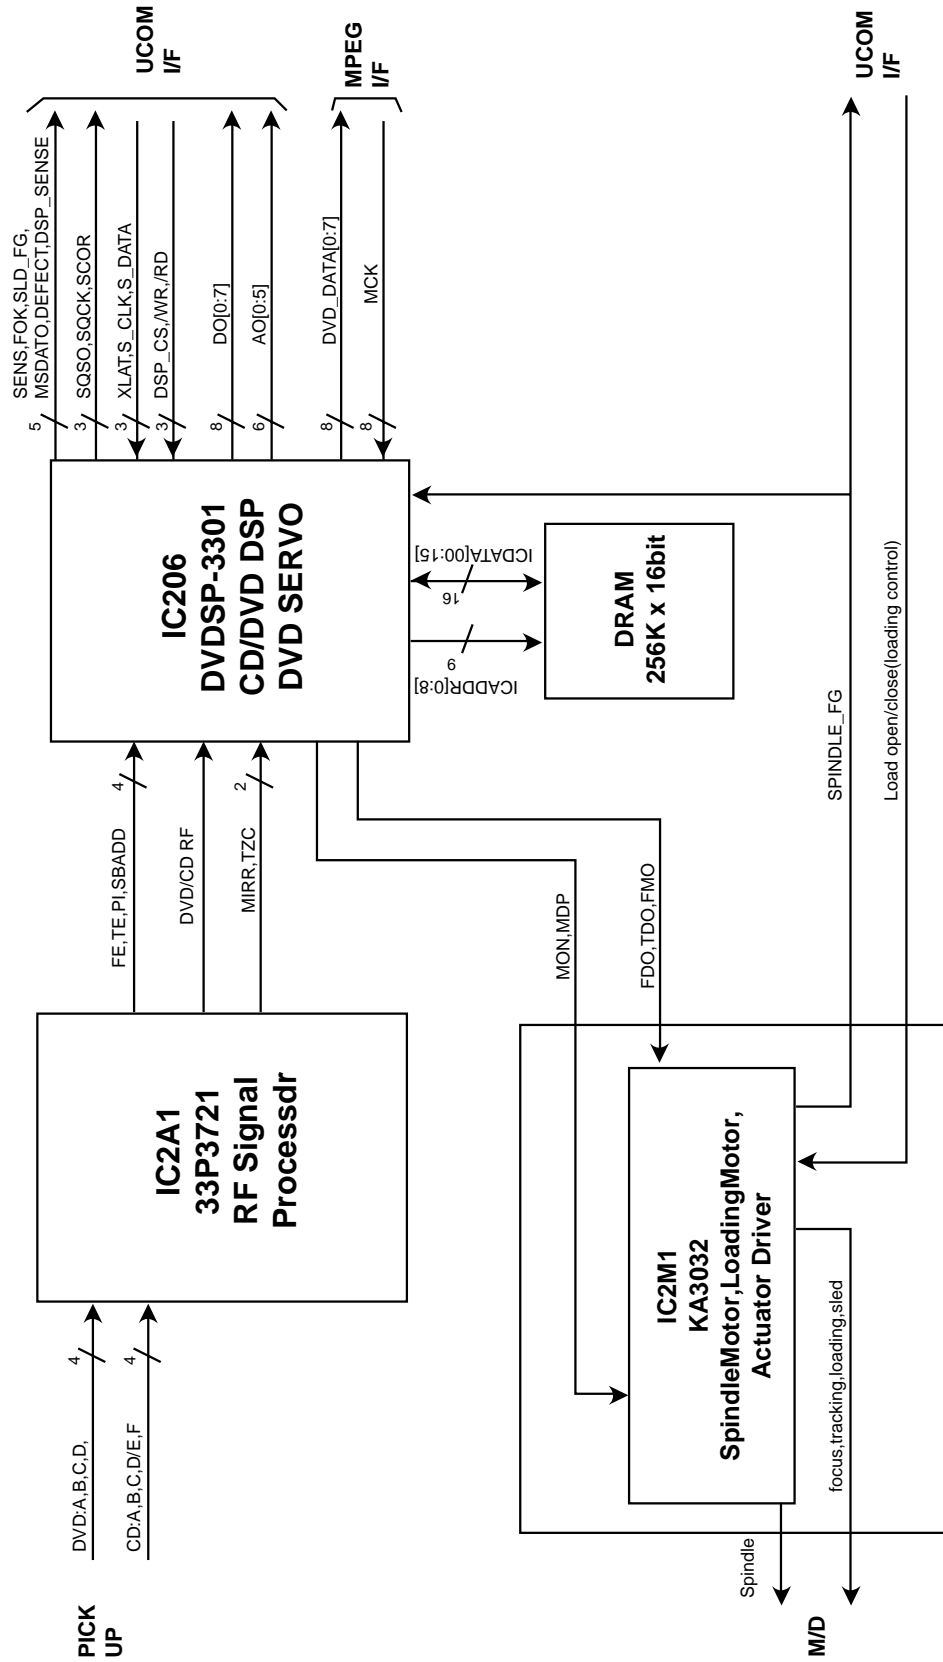 PICK
UP
DVD:A,B,C,D,
4
CD:A,B,C,D/E,F
4
IC2A1
33P3721
RF Signal
Processdr
FE,TE,PI,SBADD
4
DVD/CD RF
MIRR,TZC
2
IC206
DVDSP-3301
CD/DVD DSP
DVD SERVO
5
SENS,FOK,SLD_FG,
MSDATO,DEFECT,DSP_SENSE
3
SQSO,SQCK,SCOR
3
XLAT,S_CLK,S_DATA
3
DSP_CS,/WR,/RD
8
DO[0:7]
6
AO[0:5]
UCOM
I/F
8
DVD_DATA[0:7]
8
MCK
MPEG
I/F
ICADDR[0:8]
9
16
ICDATA[00:15]
DRAM
256K x 16bit
MON,MDP
FDO,TDO,FMO
IC2M1
KA3032
SpindleMotor,LoadingMotor,
Actuator Driver
SPINDLE_FG
Load open/close(loading control)
UCOM
I/F
Spindle
focus,tracking,loading,sled
M/D